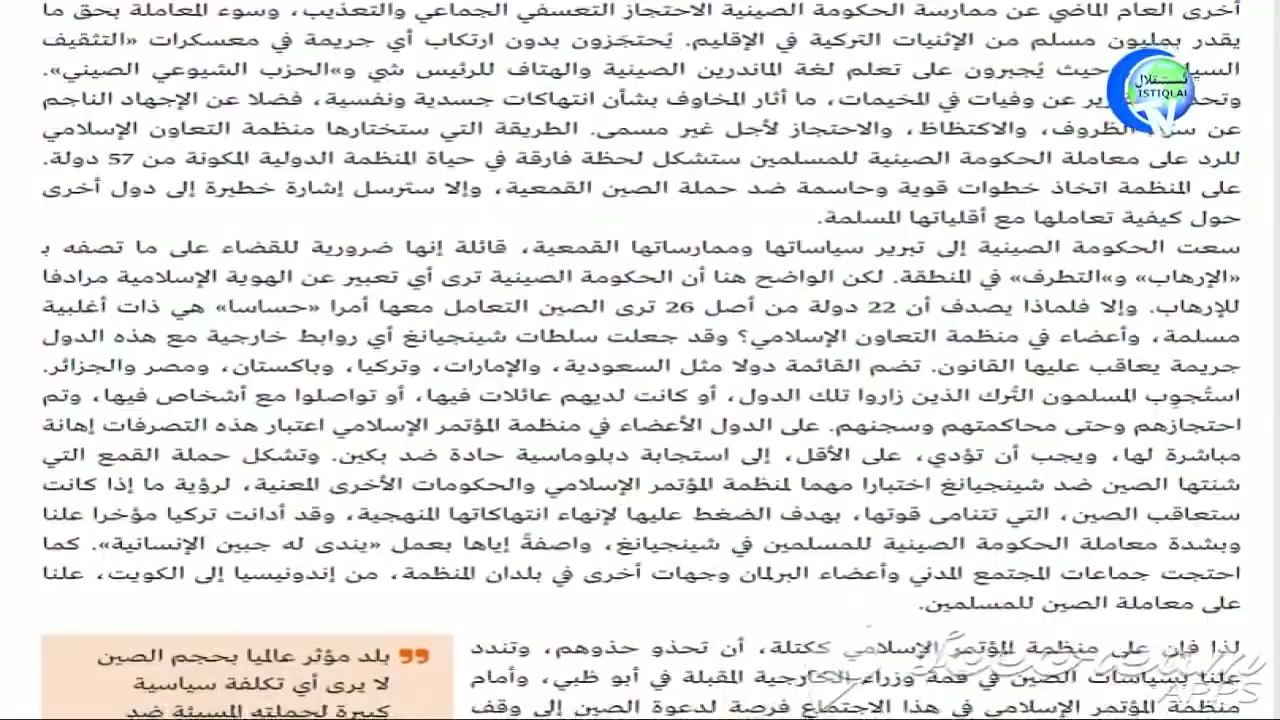 أخرى العام الماضي عن ممارسة الحكومة الصينية الاحتجاز التعسفي الجماعي والتعذيب، وسوء المعاملة بحق ما
يقدر بمليون مسلم من الإثنيات التركية في الإقليم. يُحتجَزون بدون ارتكاب أي جريمة في معسكرات «التثقيف
حيث يُجبرون على تعلم لغة الماندرين الصينية والهتاف للرئيس شي و»الحزب الشيوعي الصيني».
عن وفيات في المخيمات، ما أثار المخاوف بشأن انتهاكات جسدية ونفسية، فضلا عن الإجهاد الناجم
عن سوء الظروف، والاكتظاظ، والاحتجاز لأجل غير مسمى. الطريقة التي ستختارها منظمة التعاون الإسلامي
للرد على معاملة الحكومة الصينية للمسلمين ستشكل لحظة فارقة في حياة المنظمة الدولية المكونة من 57 دولة.
على المنظمة اتخاذ خطوات قوية وحاسمة ضد حملة الصين القمعية، وإلا سترسل إشارة خطيرة إلى دول أخرى
حول كيفية تعاملها مع أقلياتها المسلمة.
سعت الحكومة الصينية إلى تبرير سياساتها وممارساتها القمعية، قائلة إنها ضرورية للقضاء على ما تصفه بـ
«الإرهاب» و»التطرف» في المنطقة. لكن الواضح هنا أن الحكومة الصينية ترى أي تعبير عن الهوية الإسلامية مرادفا
للإرهاب. وإلا فلماذا يصدف أن 22 دولة من أصل 26 ترى الصين التعامل معها أمرا «حساسا» هي ذات أغلبية
مسلمة، وأعضاء في منظمة التعاون الإسلامي؟ وقد جعلت سلطات شينجيانغ أي روابط خارجية مع هذه الدول
جريمة يعاقب عليها القانون. تضم القائمة دولا مثل السعودية، والإمارات، وتركيا، وباكستان، ومصر والجزائر.
استُجوِب المسلمون التُرك الذين زاروا تلك الدول، أو كانت لديهم عائلات فيها، أو تواصلوا مع أشخاص فيها، وتم
احتجازهم وحتى محاكمتهم وسجنهم. على الدول الأعضاء في منظمة المؤتمر الإسلامي اعتبار هذه التصرفات إهانة
مباشرة لها، ويجب أن تؤدي، على الأقل، إلى استجابة دبلوماسية حادة ضد بكين. وتشكل حملة القمع التي
شنتها الصين ضد شينجيانغ اختبارا مهما لمنظمة المؤتمر الإسلامي والحكومات الأخرى المعنية، لرؤية ما إذا كانت
ستعاقب الصين، التي تتنامى قوتها، بهدف الضغط عليها لإنهاء انتهاكاتها المنهجية، وقد أدانت تركيا مؤخرا علنا
وبشدة معاملة الحكومة الصينية للمسلمين في شينجيانغ، واصفةً إياها بعمل «يندى له جبين الإنسانية». كما
احتجت جماعات المجتمع المدني وأعضاء البرلمان وجهات أخرى في بلدان المنظمة، من إندونيسيا إلى الكويت، علنا
على معاملة الصين للمسلمين.
لذا فإن على منظمة المؤتمر الإسلامي ككتلة، أن تحذو حذوهم، وتندد
علنا بسياسات الصين في قمة وزراء الخارجية المقبلة في أبو ظبي، وأمام
منظمة المؤتمر الإسلامي في هذا الاجتماع فرصة لدعوة الصين إلى وقف
بلد مؤثر عالميا بحجم الصين
لا يرى أي تكلفة سياسية
كبيرة لحملته المسيئة ضد
ئىستىقلال
ISTIQLAL
TV
APPS